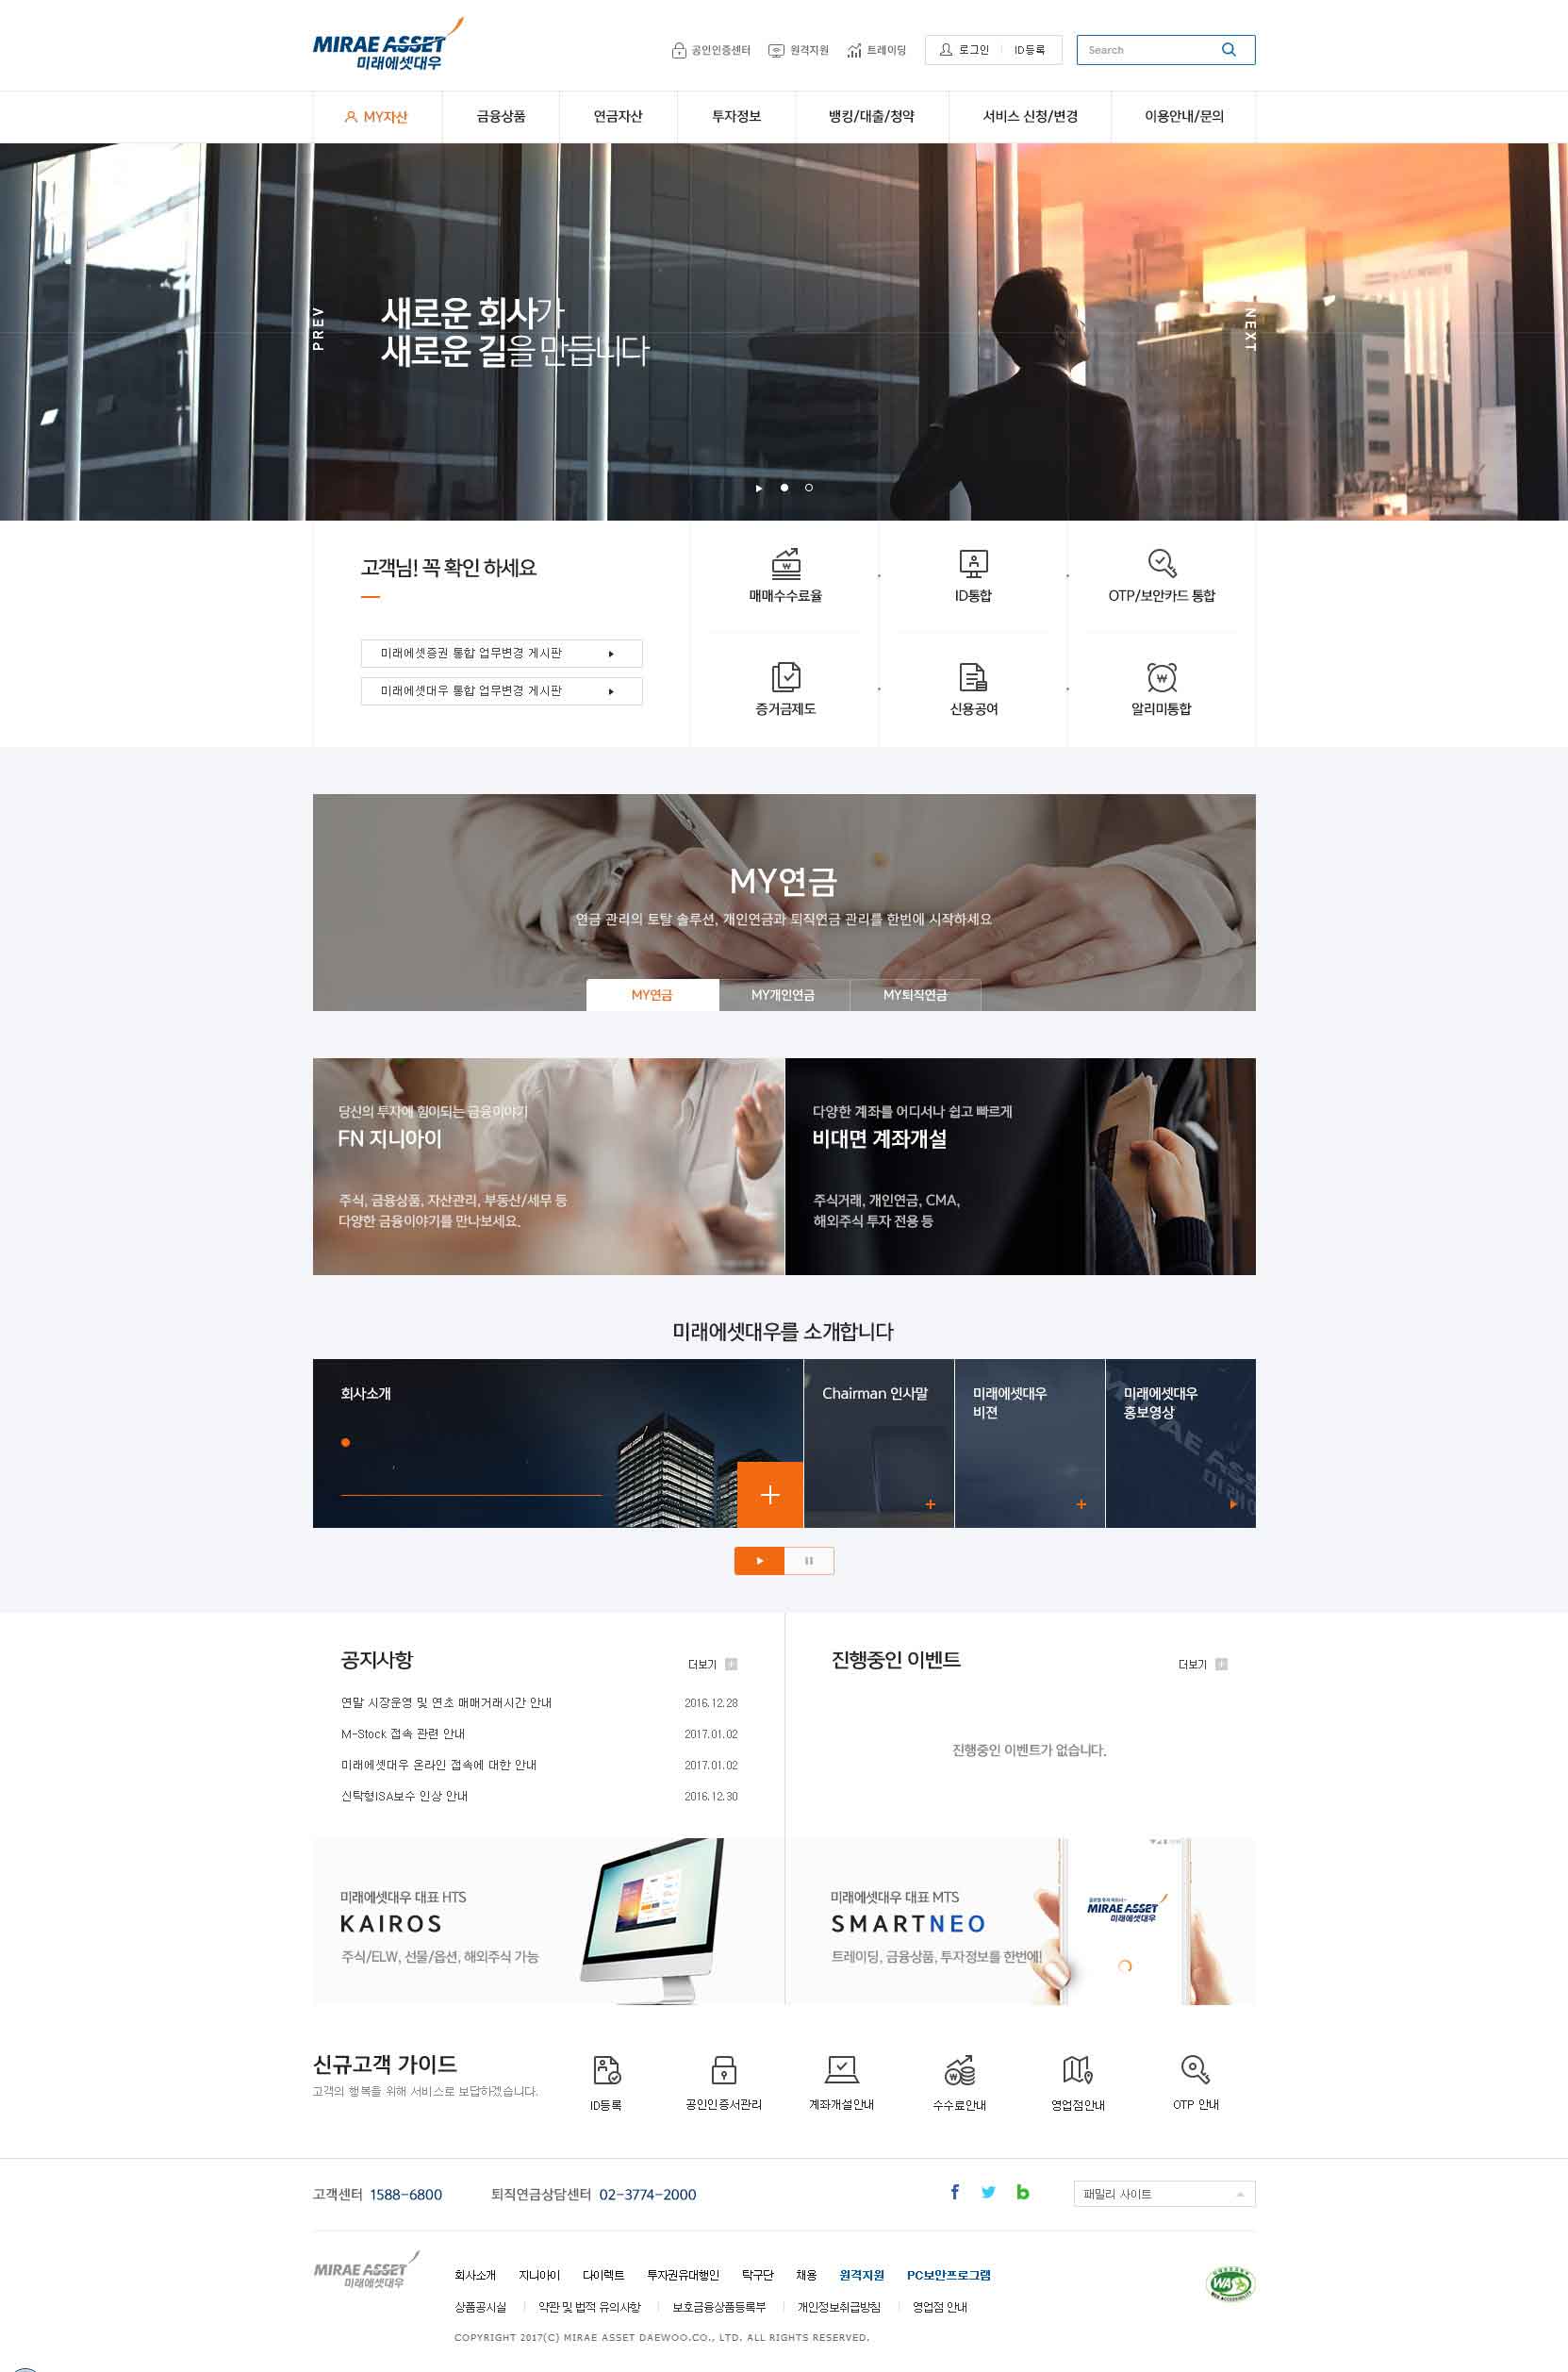 MIRAE ASSET
미래에셋대우
공인인증센터
원격지원
트레이딩
로그인
ID등록
Search
MY자산
금융상품
연금자산
투자정보
뱅킹/대출/청약
서비스 신청/변경
이용안내/문의
PREV
새로운 회사가
새로운 길을 만듭니다
NEXT
고객님! 꼭 확인 하세요
미래에셋증권 통합 업무변경 게시판
미래에셋대우 통합 업무변경 게시판
매매수수료율
ID통합
OTP/보안카드 통합
증거금제도
신용공여
알리미통합
MY연금
연금 관리의 토탈 솔루션, 개인연금과 퇴직연금 관리를 한번에 시작하세요
MY연금
MY개인연금
MY퇴직연금
당신의 투자에 힘이되는 금융이야기
FN 지니아이
주식, 금융상품, 자산관리, 부동산/세무 등
다양한 금융이야기를 만나보세요.
다양한 계좌를 어디서나 쉽고 빠르게
비대면 계좌개설
주식거래, 개인연금, CMA,
해외주식 투자 전용 등
미래에셋대우를 소개합니다
회사소개
MIRAE ASSET
Chairman 인사말
미래에셋대우
비젼
미래에셋대우
홍보영상
공지사항
더보기
연말 시장운영 및 연초 매매거래시간 안내 2016.12.28
M-Stock 접속 관련 안내 2017.01.02
미래에셋대우 온라인 접속에 대한 안내 2017.01.02
신탁형ISA보수 인상 안내 2016.12.30
진행중인 이벤트
더보기
진행중인 이벤트가 없습니다.
미래에셋대우 대표 HTS
KAIROS
주식/ELW, 선물/옵션, 해외주식 가능
미래에셋대우 대표 MTS
SMARTNEO
트레이딩, 금융상품, 투자정보를 한번에!
MIRAE ASSET
미래에셋대우
신규고객 가이드
고객의 행복을 위해 서비스로 보답하겠습니다.
ID등록
공인인증서관리
계좌개설안내
수수료안내
영업점안내
OTP 안내
고객센터 1588-6800
퇴직연금상담센터 02-3774-2000
패밀리 사이트
MIRAE ASSET
미래에셋대우
회사소개 지니아이 다이렉트 투자권유대행인 탁구단 채용 원격지원 PC보안프로그램
상품공시실 약관 및 법적 유의사항 보호금융상품등록부 개인정보취급방침 영업점 안내
COPYRIGHT 2017(C) MIRAE ASSET DAEWOO.CO., LTD. ALL RIGHTS RESERVED.
WA